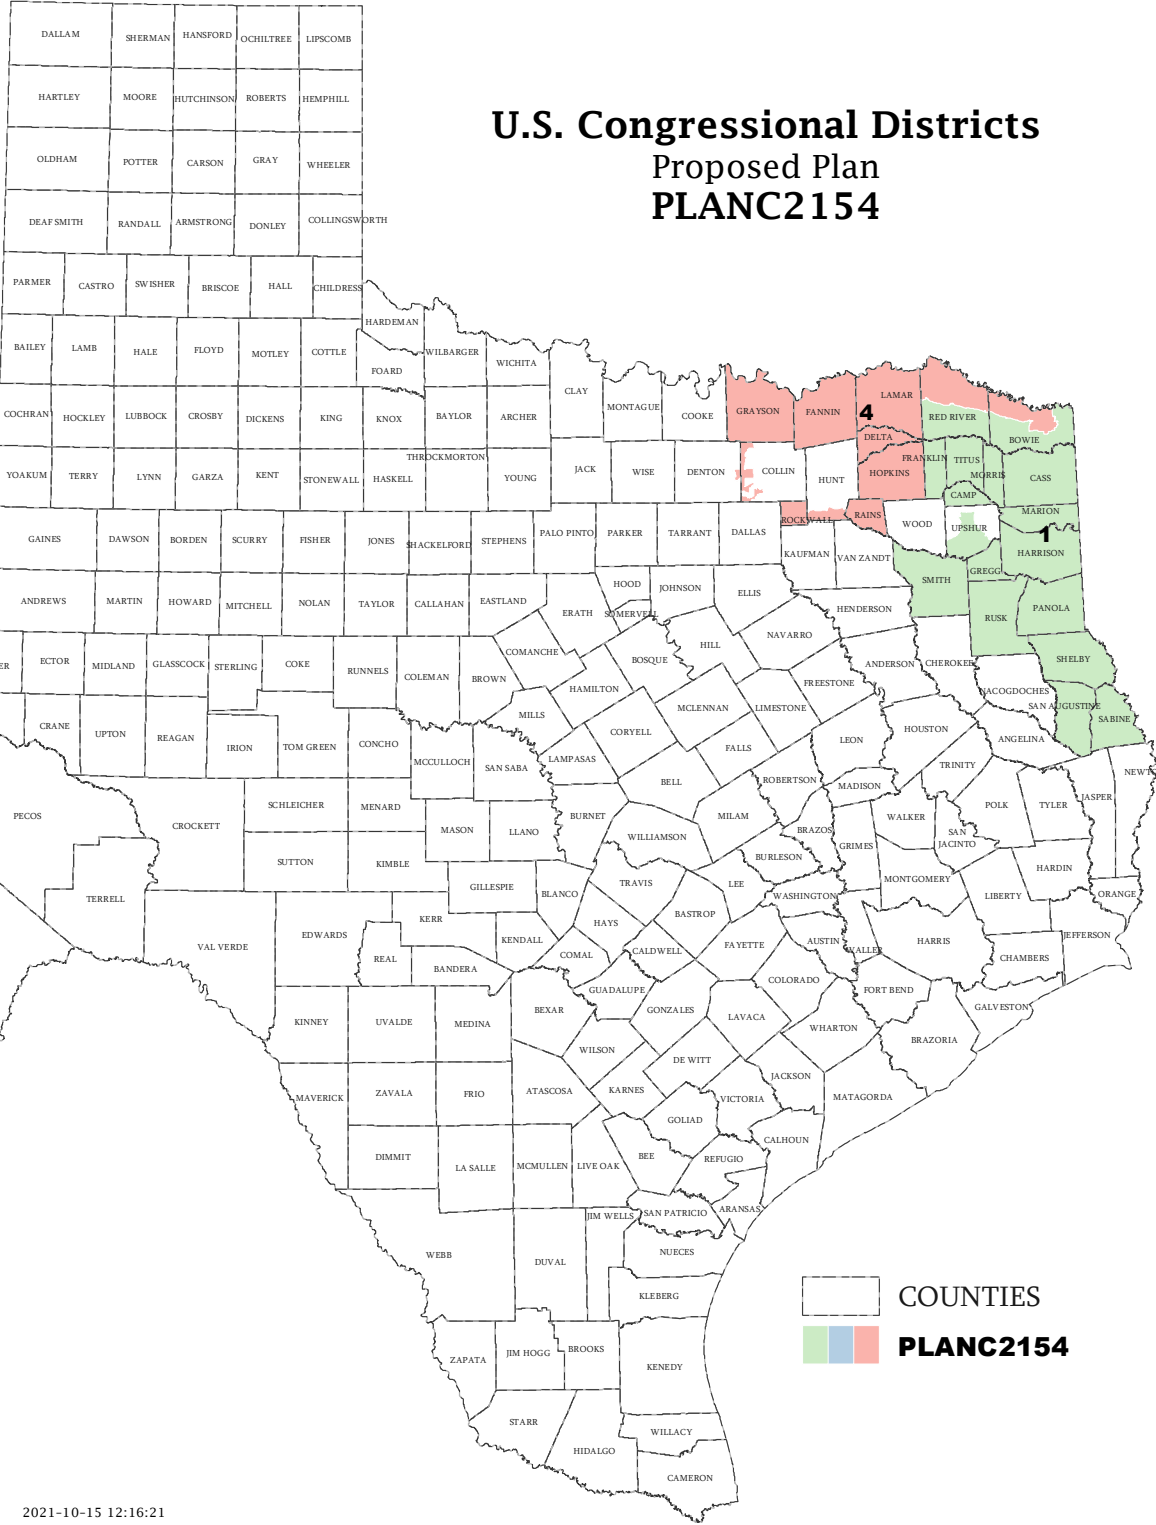 U.S. Congressional Districts
Proposed Plan
PLANC2154
DALLAM
SHERMAN
HANSFORD
OCHILTREE
LIPSCOMB
HARTLEY
MOORE
HUTCHINSON
ROBERTS
HEMPHILL
OLDHAM
POTTER
CARSON
GRAY
WHEELER
DEAF SMITH
RANDALL
ARMSTRONG
DONLEY
COLLINGSWORTH
PARMER
CASTRO
SWISHER
BRISCOE
HALL
CHILDRESS
HARDEMAN
BAILEY
LAMB
HALE
FLOYD
MOTLEY
COTTLE
FOARD
WILBARGER
WICHITA
CLAY
MONTAGUE
COOKE
GRAYSON
FANNIN
LAMAR
4
RED RIVER
BOWIE
COCHRAN
HOCKLEY
LUBBOCK
CROSBY
DICKENS
KING
KNOX
BAYLOR
ARCHER
DELTA
YOAKUM
TERRY
LYNN
GARZA
KENT
STONEWALL
HASKELL
THROCKMORTON
YOUNG
JACK
WISE
DENTON
COLLIN
HUNT
HOPKINS
FRANKLIN
TITUS
MORRIS
CASS
CAMP
MARION
GAINES
DAWSON
BORDEN
SCURRY
FISHER
JONES
SHACKELFORD
STEPHENS
PALO PINTO
PARKER
TARRANT
DALLAS
ROCKWALL
RAINS
WOOD
UPSHUR
1
HARRISON
KAUFMAN
VAN ZANDT
GREGG
SMITH
ANDREWS
MARTIN
HOWARD
MITCHELL
NOLAN
TAYLOR
CALLAHAN
EASTLAND
ERATH
HOOD
SOMERVELL
JOHNSON
ELLIS
HENDERSON
RUSK
PANOLA
ER
ECTOR
MIDLAND
GLASSCOCK
STERLING
COKE
RUNNELS
COLEMAN
BROWN
COMANCHE
BOSQUE
HILL
NAVARRO
ANDERSON
CHEROKEE
SHELBY
NACOGDOCHES
SAN AUGUSTINE
SABINE
HAMILTON
FREESTONE
MCLENNAN
LIMESTONE
CRANE
UPTON
REAGAN
IRION
TOM GREEN
CONCHO
MCCULLOCH
SAN SABA
MILLS
LAMPASAS
CORYELL
FALLS
LEON
HOUSTON
ANGELINA
TRINITY
NEWT
PECOS
CROCKETT
SCHLEICHER
MENARD
MASON
LLANO
BURNET
BELL
MILAM
ROBERTSON
MADISON
WALKER
POLK
TYLER
JASPER
SAN
JACINTO
SUTTON
KIMBLE
WILLIAMSON
BRAZOS
GRIMES
BURLESON
TERRELL
GILLESPIE
BLANCO
TRAVIS
LEE
WASHINGTON
MONTGOMERY
LIBERTY
HARDIN
ORANGE
VAL VERDE
EDWARDS
KERR
REAL
BANDERA
KENDALL
HAYS
COMAL
CALDWELL
BASTROP
FAYETTE
AUSTIN
WALLER
HARRIS
CHAMBERS
JEFFERSON
KINNEY
UVALDE
MEDINA
BEXAR
GUADALUPE
GONZALES
LAVACA
COLORADO
FORT BEND
GALVESTON
WHARTON
BRAZORIA
WILSON
DE WITT
MAVERICK
ZAVALA
FRIO
ATASCOSA
KARNES
VICTORIA
JACKSON
MATAGORDA
GOLIAD
CALHOUN
DIMMIT
LA SALLE
MCMULLEN
LIVE OAK
BEE
REFUGIO
ARANSAS
SAN PATRICIO
JIM WELLS
WEBB
DUVAL
NUECES
KLEBERG
ZAPATA
JIM HOGG
BROOKS
KENEDY
STARR
HIDALGO
WILLACY
CAMERON
COUNTIES
PLANC2154
2021-10-15 12:16:21